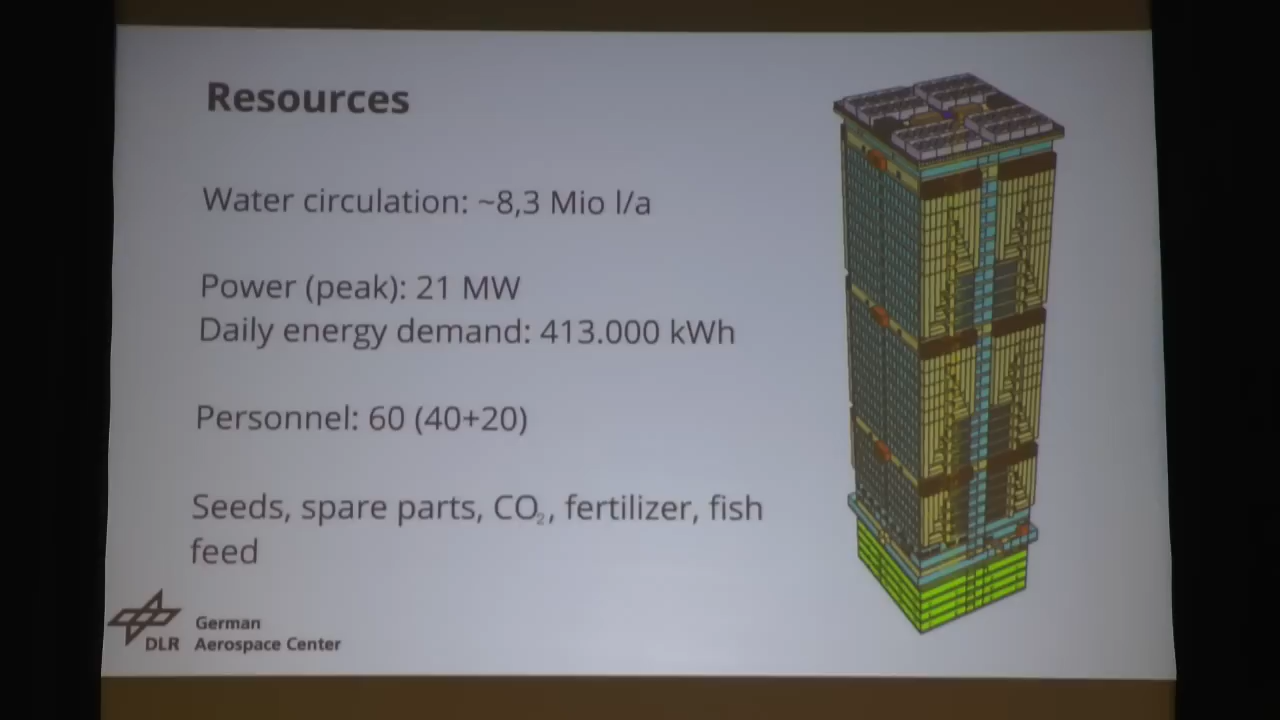 Resources
Water circulation: ~8,3 Mio l/a
Power (peak): 21 MW
Daily energy demand: 413.000 kWh
Personnel: 60 (40+20)
Seeds, spare parts, CO₂, fertilizer, fish
feed
German
DLR Aerospace Center